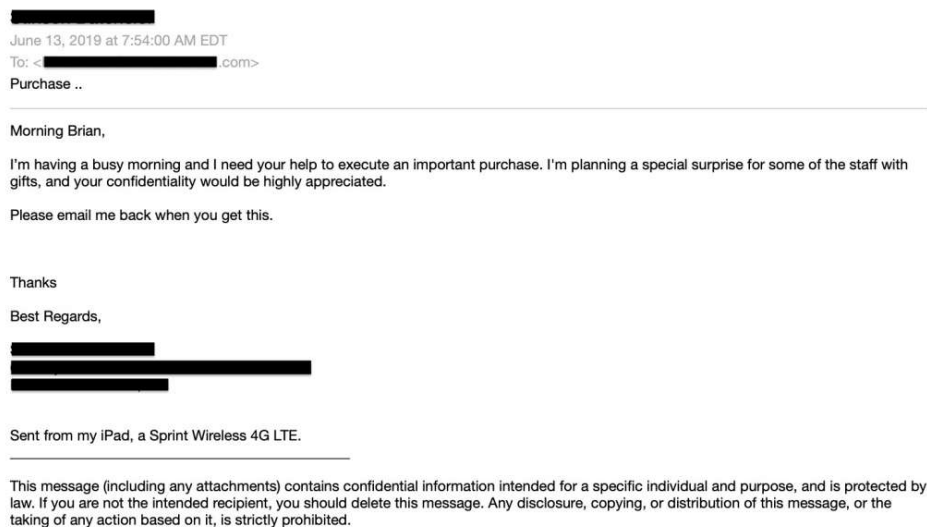 June 13, 2019 at 7:54:00 AM EDT
To: < .com>
Purchase ..
Morning Brian,
I'm having a busy morning and I need your help to execute an important purchase. I'm planning a special surprise for some of the staff with
gifts, and your confidentiality would be highly appreciated.
Please email me back when you get this.
Thanks
Best Regards,
Sent from my iPad, a Sprint Wireless 4G LTE.
This message (including any attachments) contains confidential information intended for a specific individual and purpose, and is protected by
law. If you are not the intended recipient, you should delete this message. Any disclosure, copying, or distribution of this message, or the
taking of any action based on it, is strictly prohibited.